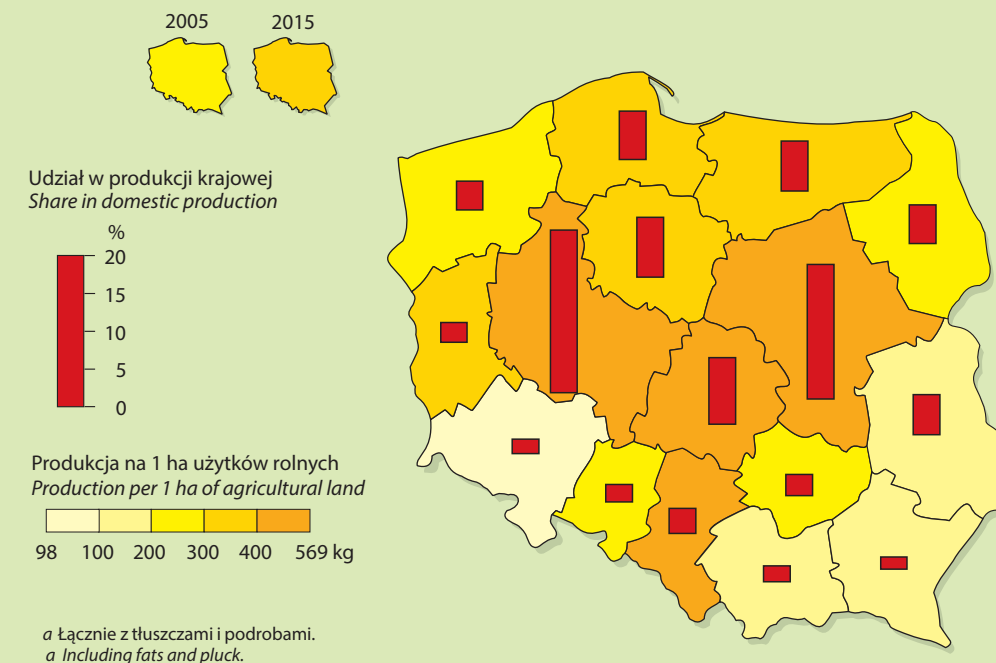 2005 2015
Udział w produkcji krajowej
Share in domestic production
%
20
15
10
5
0
Produkcja na 1 ha użytków rolnych
Production per 1 ha of agricultural land
98 100 200 300 400 569 kg
a Łącznie z tłuszczami i podrobami.
a Including fats and pluck.